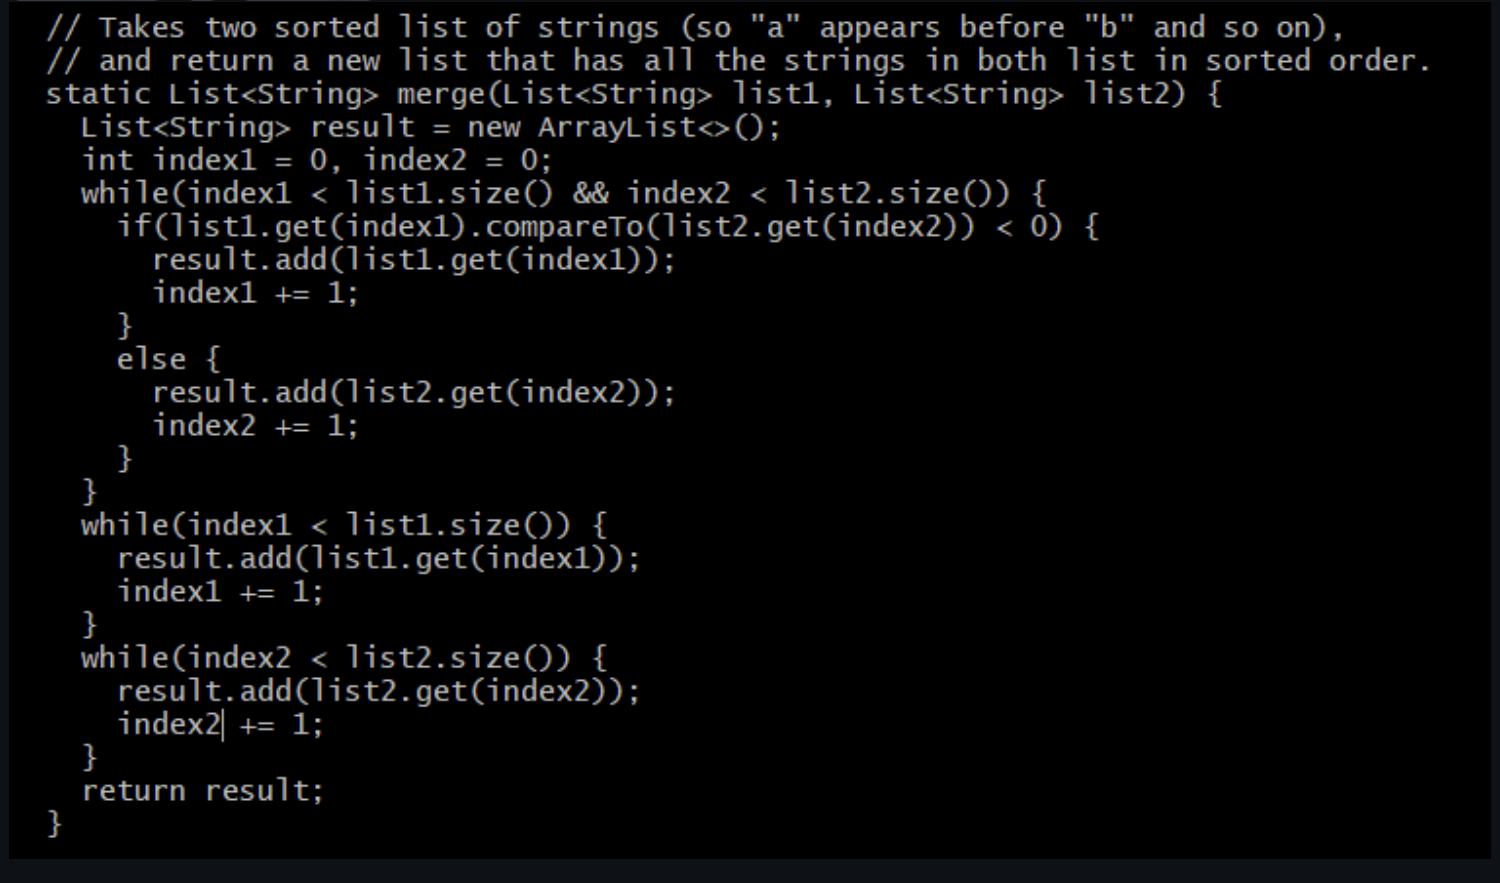 // Takes two sorted list of strings (so "a" appears before "b" and so on),
// and return a new list that has all the strings in both list in sorted order.
static List<String> merge(List<String> list1, List<String> list2) {
  List<String> result = new ArrayList<>();
  int index1 = 0, index2 = 0;
  while(index1 < list1.size() && index2 < list2.size()) {
    if(list1.get(index1).compareTo(list2.get(index2)) < 0) {
      result.add(list1.get(index1));
      index1 += 1;
    }
    else {
      result.add(list2.get(index2));
      index2 += 1;
    }
  }
  while(index1 < list1.size()) {
    result.add(list1.get(index1));
    index1 += 1;
  }
  while(index2 < list2.size()) {
    result.add(list2.get(index2));
    index2 += 1;
  }
  return result;
}